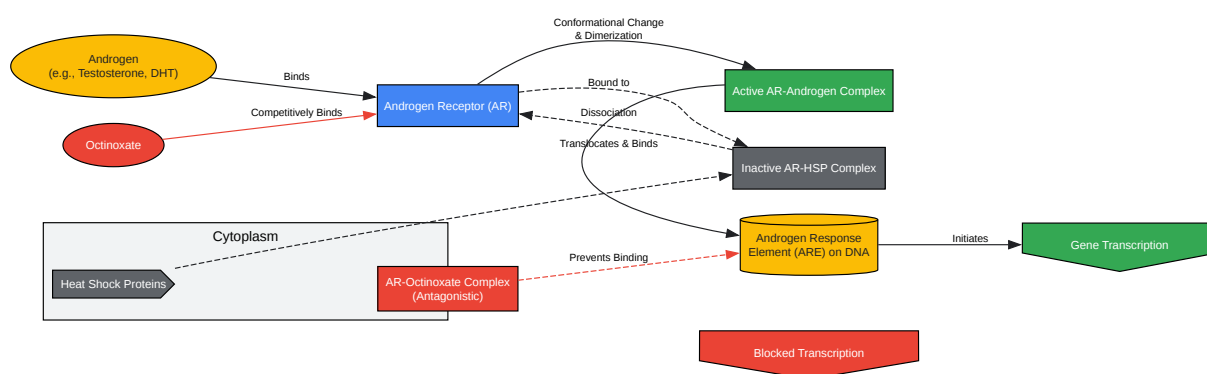 Conformational Change
& Dimerization
Androgen
(e.g., Testosterone, DHT)
Binds
Bound to
Active AR-Androgen Complex
Androgen Receptor (AR)
Competitively Binds
Dissociation
Octinoxate
Translocates & Binds
Inactive AR-HSP Complex
Cytoplasm
Androgen Response
Element (ARE) on DNA
Initiates
Gene Transcription
Prevents Binding
Heat Shock Proteins
AR-Octinoxate Complex
(Antagonistic)
Blocked Transcription